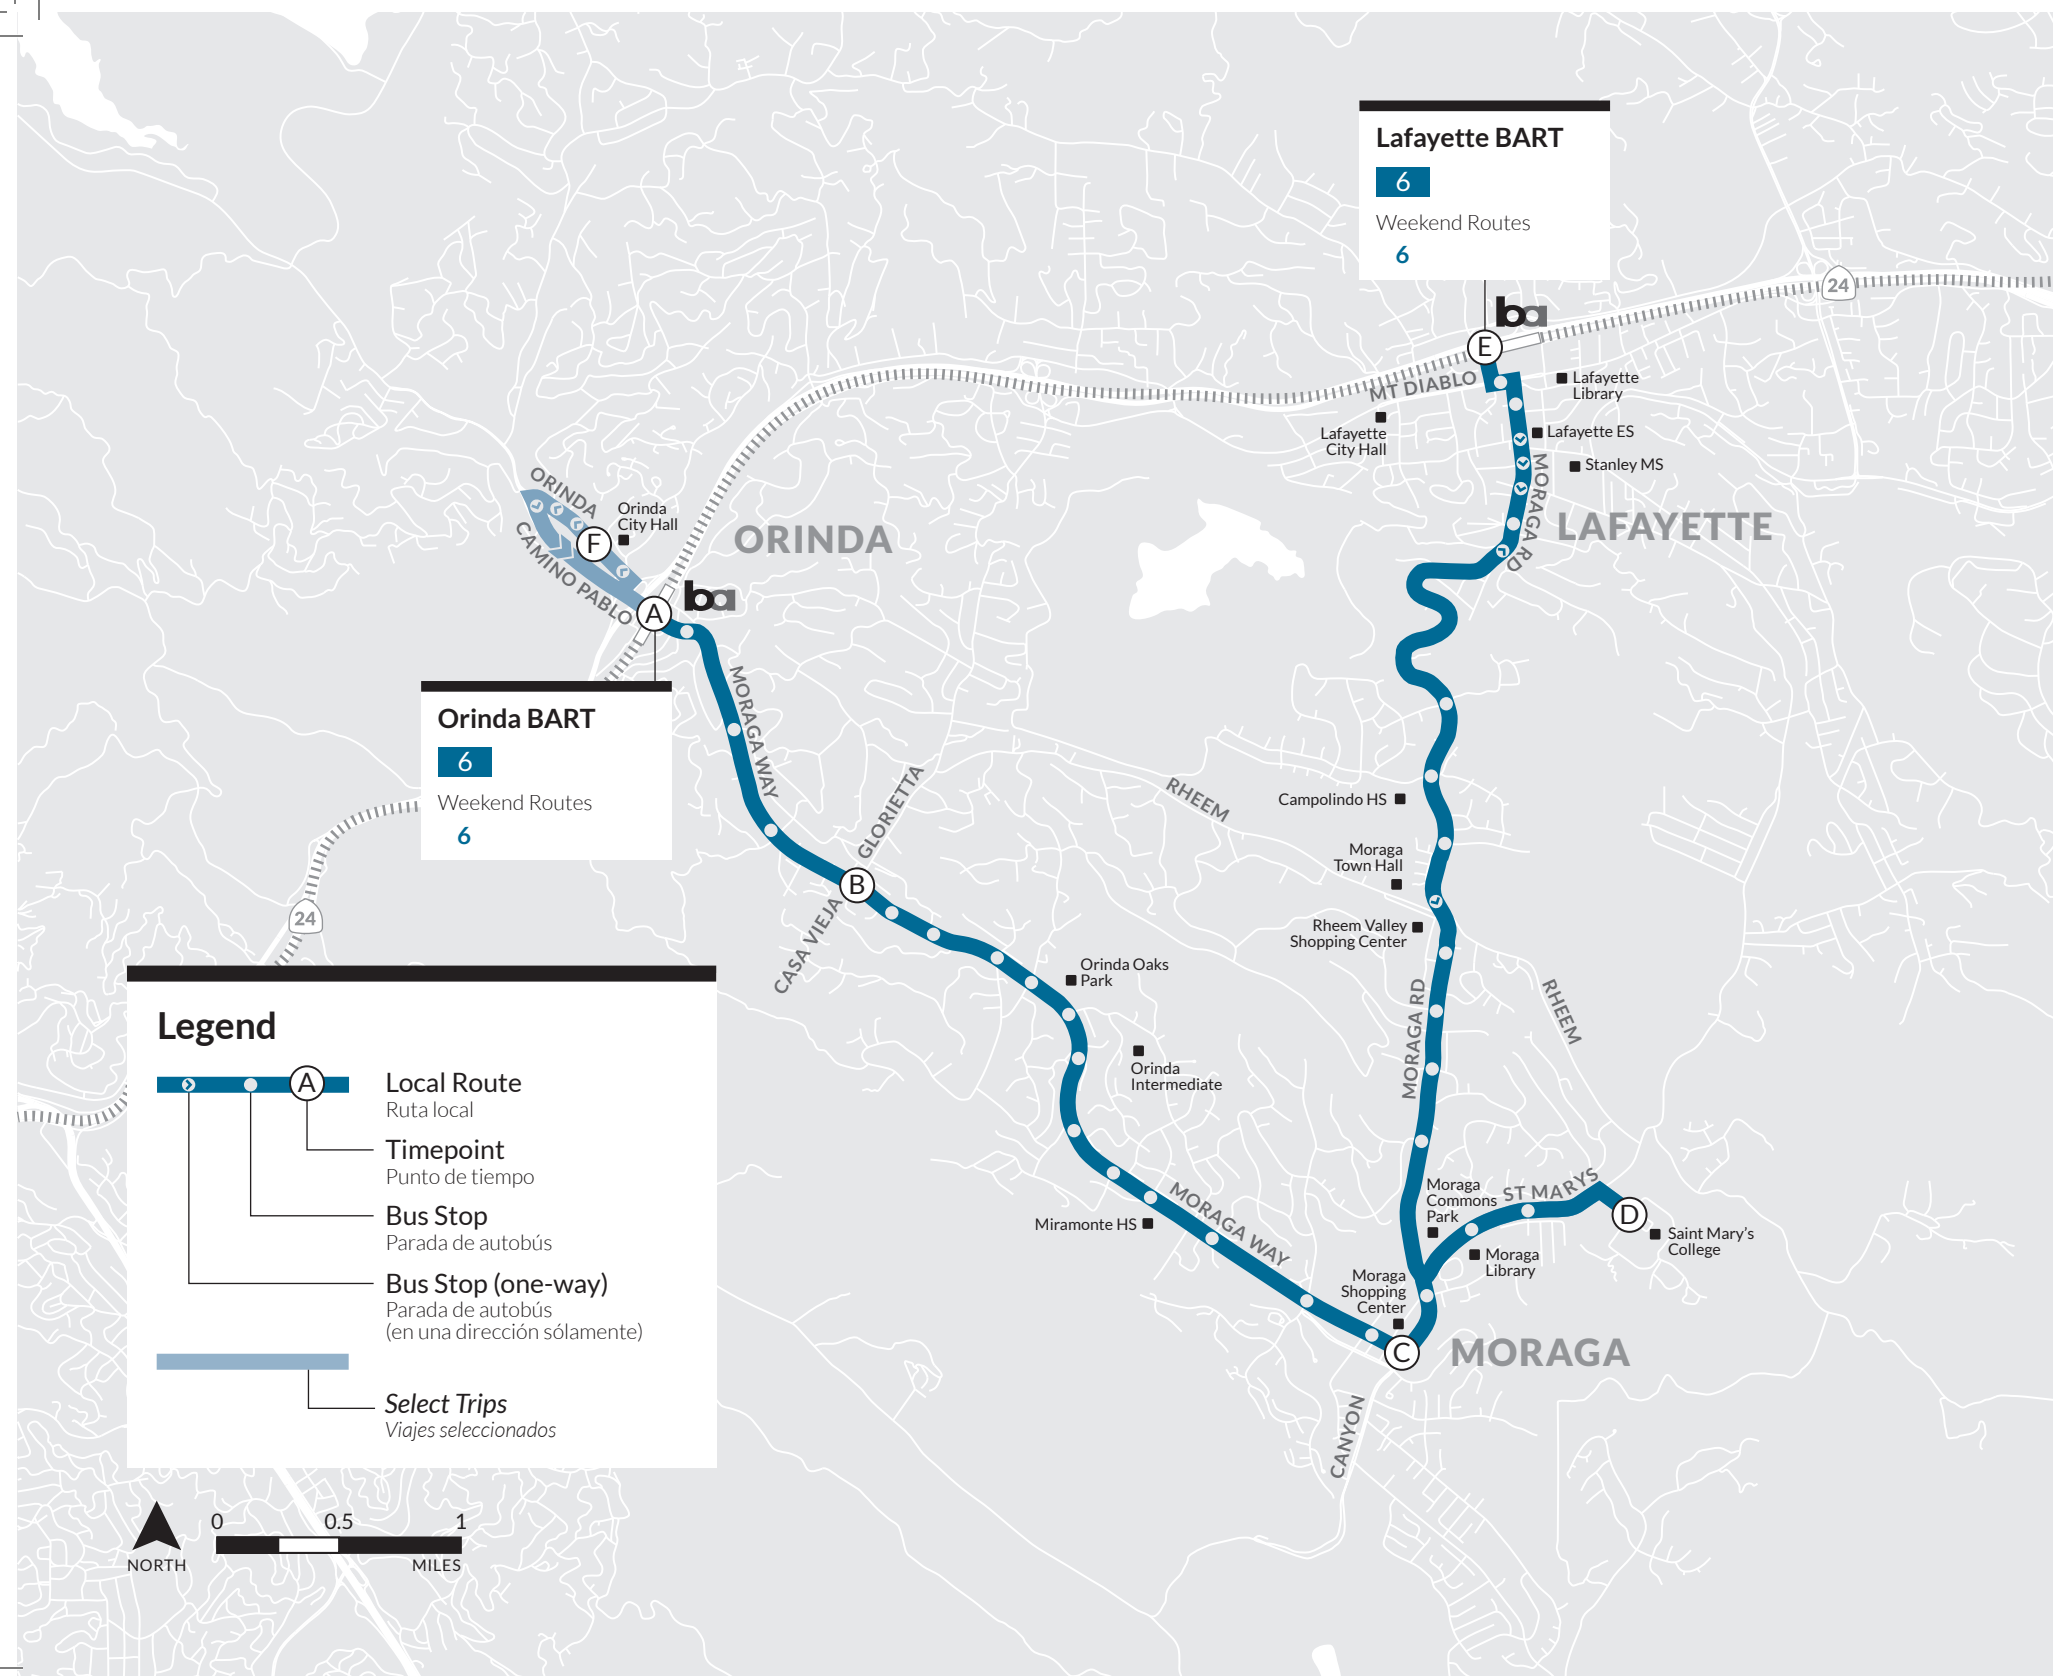 Lafayette BART
6
Weekend Routes
6
24
ba
E
MT DIABLO
Lafayette
Library
Lafayette
City Hall
Lafayette ES
Stanley MS
MORAGA RD
LAFAYETTE
ORINDA
Orinda
City Hall
F
CAMINO PABLO
ORINDA
A
ba
Orinda BART
6
Weekend Routes
6
MORAGA WAY
GLORIETTA
RHEEM
Campolindo HS
Moraga
Town Hall
B
CASA VIEJA
24
Rheem Valley
Shopping Center
Orinda Oaks
Park
MORAGA RD
RHEEM
Orinda
Intermediate
Moraga
Commons
Park
ST MARYS
D
Saint Mary's
College
Miramonte HS
MORAGA WAY
Moraga
Library
Moraga
Shopping
Center
C
MORAGA
CANYON
Legend
A
Local Route
Ruta local
Timepoint
Punto de tiempo
Bus Stop
Parada de autobús
Bus Stop (one-way)
Parada de autobús
(en una dirección sólamente)
Select Trips
Viajes seleccionados
0 0.5 1
NORTH
MILES